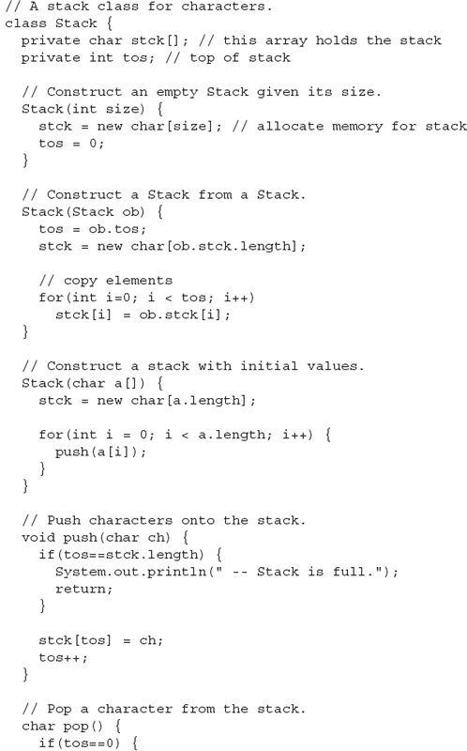 // A stack class for characters.
class Stack {
  private char stck[]; // this array holds the stack
  private int tos; // top of stack

  // Construct an empty Stack given its size.
  Stack(int size) {
    stck = new char[size]; // allocate memory for stack
    tos = 0;
  }

  // Construct a Stack from a Stack.
  Stack(Stack ob) {
    tos = ob.tos;
    stck = new char[ob.stck.length];

    // copy elements
    for(int i=0; i < tos; i++)
      stck[i] = ob.stck[i];
  }

  // Construct a stack with initial values.
  Stack(char a[]) {
    stck = new char[a.length];

    for(int i = 0; i < a.length; i++) {
      push(a[i]);
    }
  }

  // Push characters onto the stack.
  void push(char ch) {
    if(tos==stck.length) {
      System.out.println(" -- Stack is full.");
      return;
    }

    stck[tos] = ch;
    tos++;
  }

  // Pop a character from the stack.
  char pop() {
    if(tos==0) {